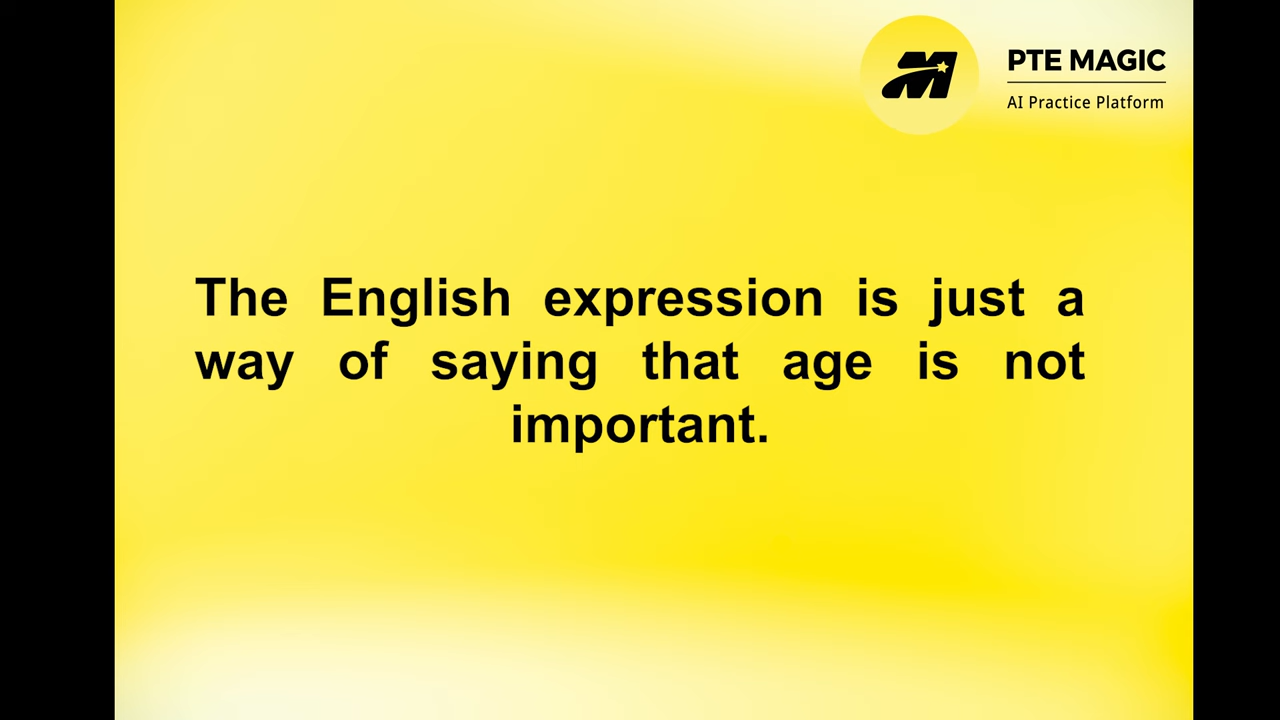 PTE MAGIC
AI Practice Platform
The English expression is just a
way of saying that age is not
important.